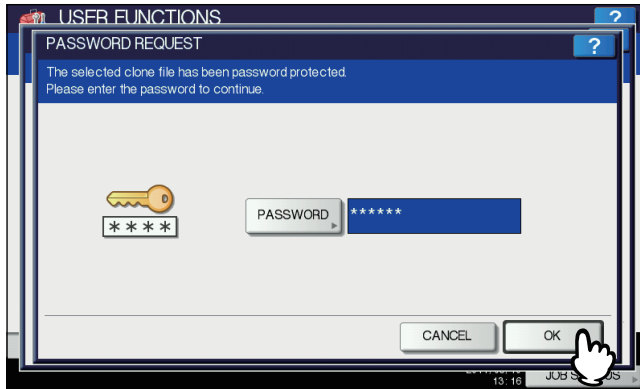 USER FUNCTIONS
?
PASSWORD REQUEST
?
The selected clone file has been password protected.
Please enter the password to continue.
****
PASSWORD
******
CANCEL
OK
13:16
JOB